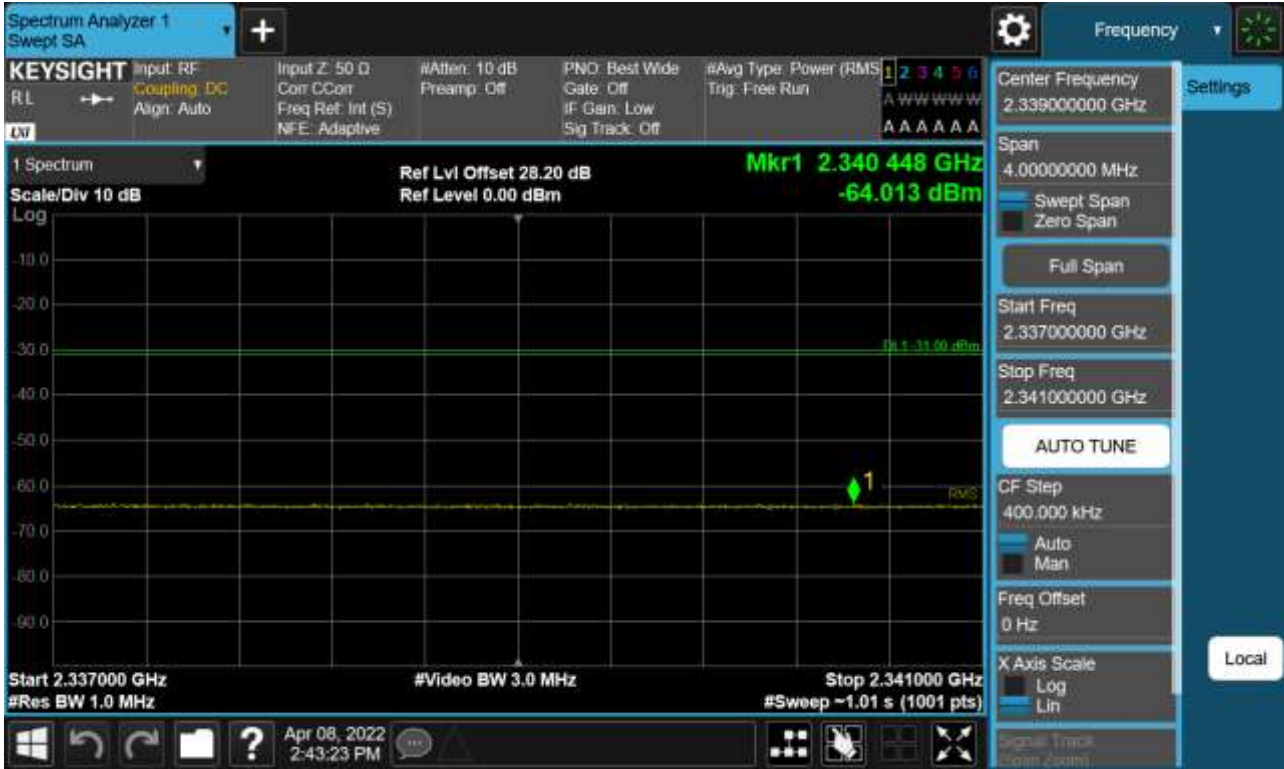 Spectrum Analyzer 1
Swept SA
+
Frequency
KEYSIGHT
RL
LXI
Input: RF
Coupling: DC
Align: Auto
Input Z: 50 Ω
Corr CCorr
Freq Ref: Int (S)
NFE: Adaptive
#Atten: 10 dB
Preamp: Off
PNO: Best Wide
Gate: Off
IF Gain: Low
Sig Track: Off
#Avg Type: Power (RMS
Trig: Free Run
1 2 3 4 5 6
A W W W W W
A A A A A A
1 Spectrum
Scale/Div 10 dB
Log
Ref Lvl Offset 28.20 dB
Ref Level 0.00 dBm
Mkr1 2.340 448 GHz
-64.013 dBm
-10.0
-20.0
-30.0
DL1 -31.00 dBm
-40.0
-50.0
-60.0
1
RMS
-70.0
-80.0
-90.0
Start 2.337000 GHz
#Res BW 1.0 MHz
#Video BW 3.0 MHz
Stop 2.341000 GHz
#Sweep ~1.01 s (1001 pts)
Center Frequency
2.339000000 GHz
Settings
Span
4.00000000 MHz
Swept Span
Zero Span
Full Span
Start Freq
2.337000000 GHz
Stop Freq
2.341000000 GHz
AUTO TUNE
CF Step
400.000 kHz
Auto
Man
Freq Offset
0 Hz
X Axis Scale
Log
Lin
Local
Signal Track
(Span Zoom)
?
Apr 08, 2022
2:43:23 PM